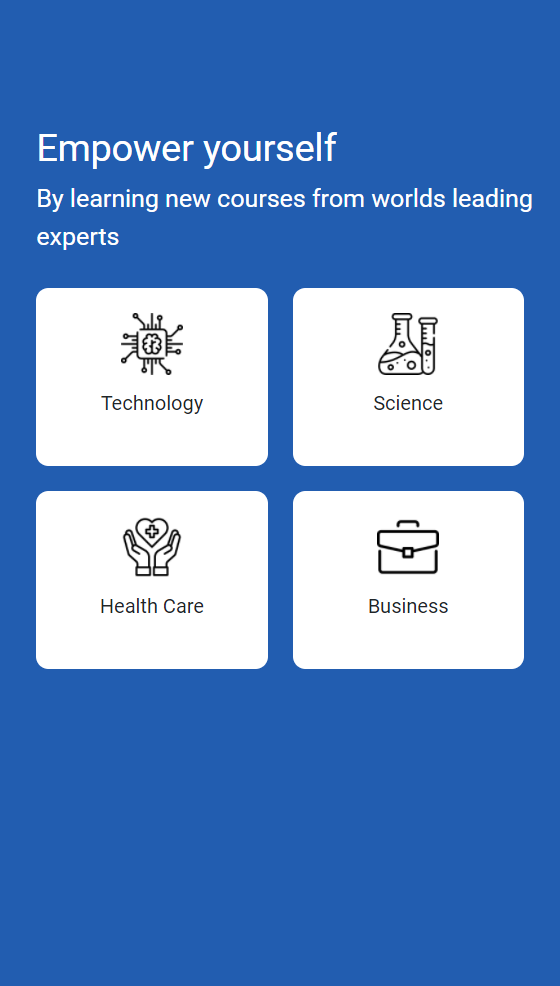 Empower yourself
By learning new courses from worlds leading
experts
Technology
Science
Health Care
Business